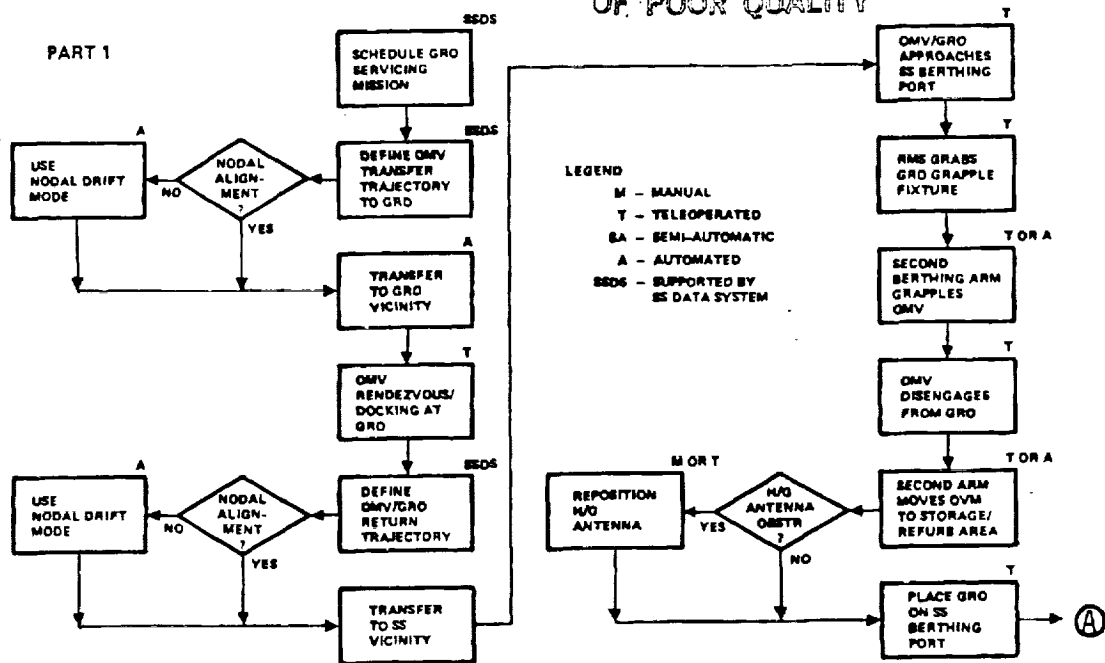 OF POOR QUALITY
PART 1
SSDS
SCHEDULE GRO
SERVICING
MISSION
SSDS
DEFINE OMV
TRANSFER
TRAJECTORY
TO GRO
NODAL
ALIGN-
MENT
?
NO
YES
A
USE
NODAL DRIFT
MODE
A
TRANSFER
TO GRO
VICINITY
T
OMV
RENDEZVOUS/
DOCKING AT
GRO
SSDS
DEFINE
OMV/GRO
RETURN
TRAJECTORY
NODAL
ALIGN-
MENT
?
NO
YES
A
USE
NODAL DRIFT
MODE
TRANSFER
TO SS
VICINITY
LEGEND
M – MANUAL
T – TELEOPERATED
SA – SEMI-AUTOMATIC
A – AUTOMATED
SSDS – SUPPORTED BY
SS DATA SYSTEM
T
OMV/GRO
APPROACHES
SS BERTHING
PORT
T
RMS GRABS
GRO GRAPPLE
FIXTURE
T OR A
SECOND
BERTHING ARM
GRAPPLES
OMV
T
OMV
DISENGAGES
FROM GRO
T OR A
SECOND ARM
MOVES OVM
TO STORAGE/
REFURB AREA
H/G
ANTENNA
OBSTR
?
YES
NO
M OR T
REPOSITION
H/G
ANTENNA
T
PLACE GRO
ON SS
BERTHING
PORT
A